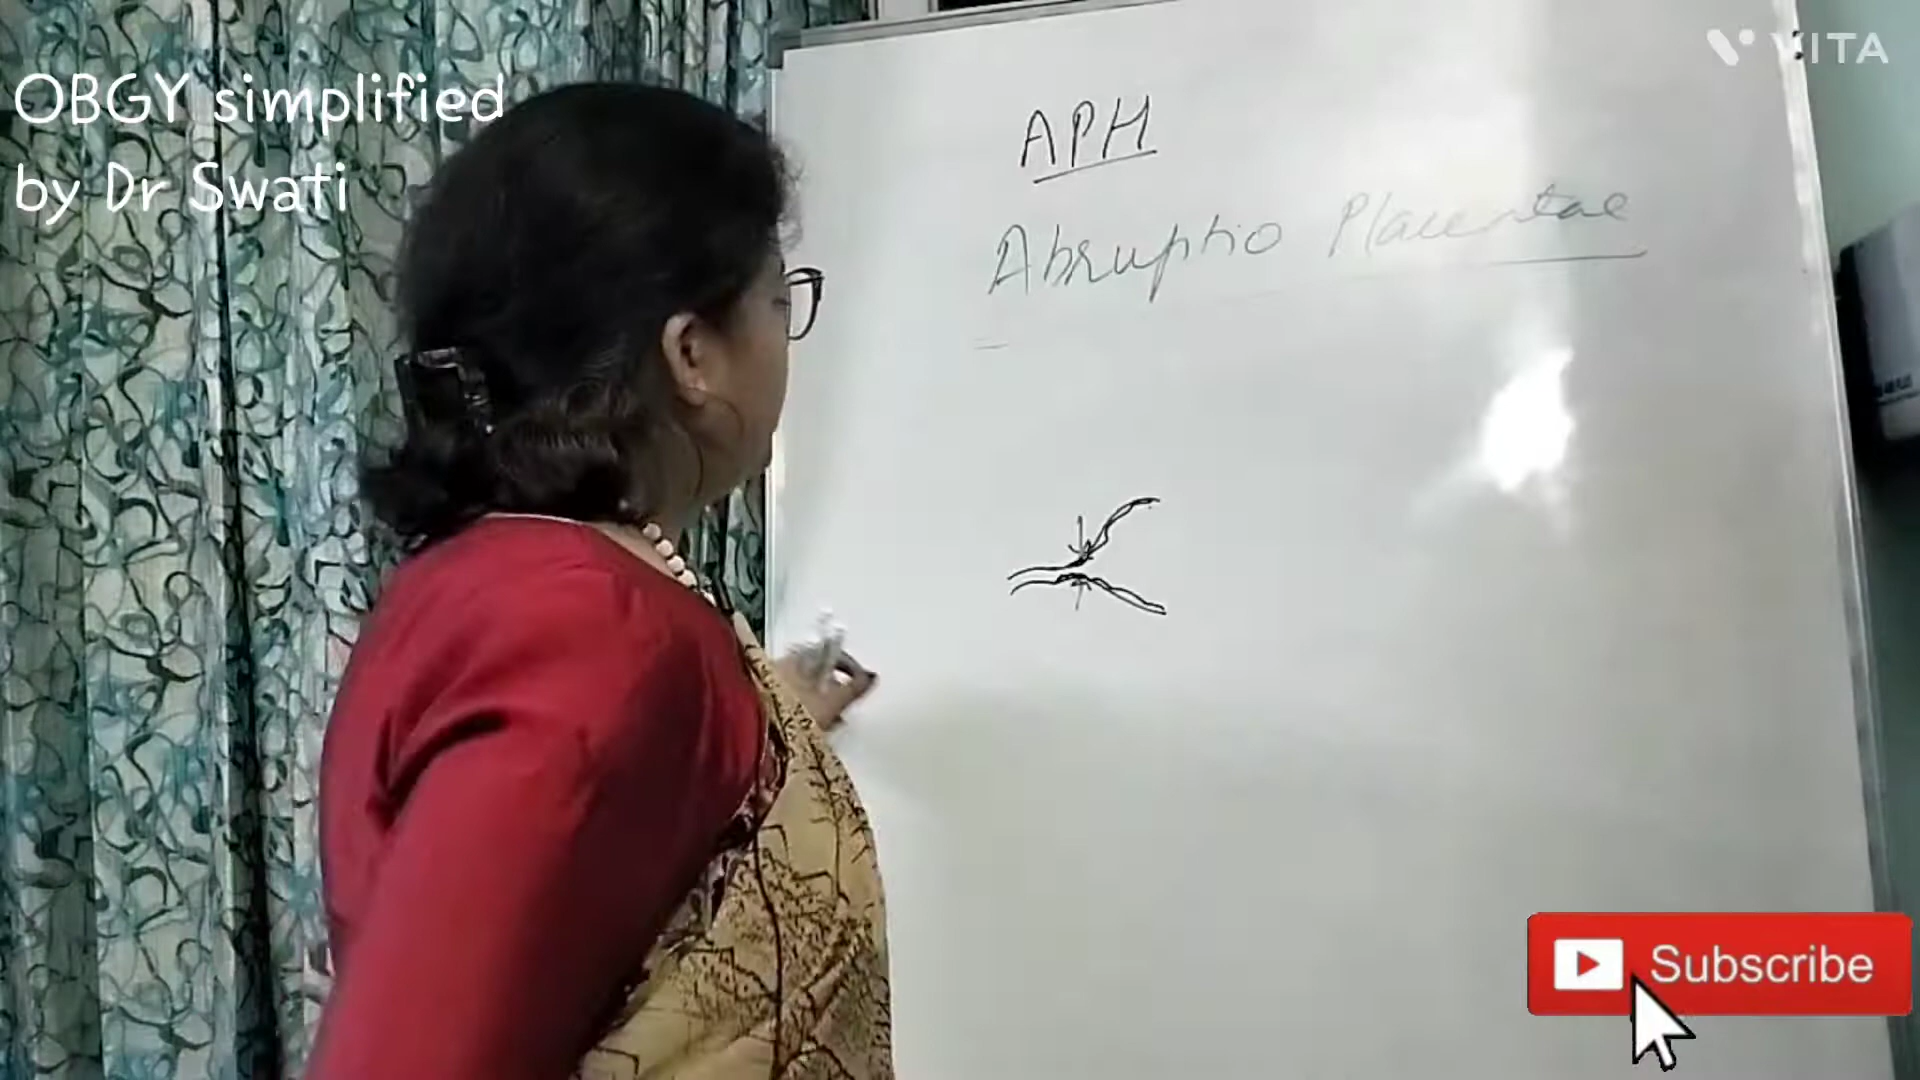 OBGY simplified
by Dr Swati
VITA
APH
Abruptio Placentae
Subscribe